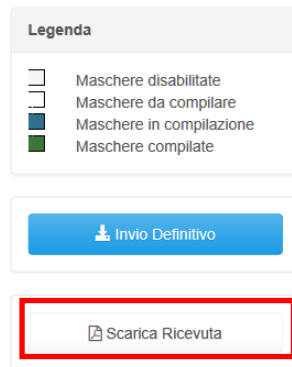 Legenda
Maschere disabilitate
Maschere da compilare
Maschere in compilazione
Maschere compilate
Invio Definitivo
Scarica Ricevuta